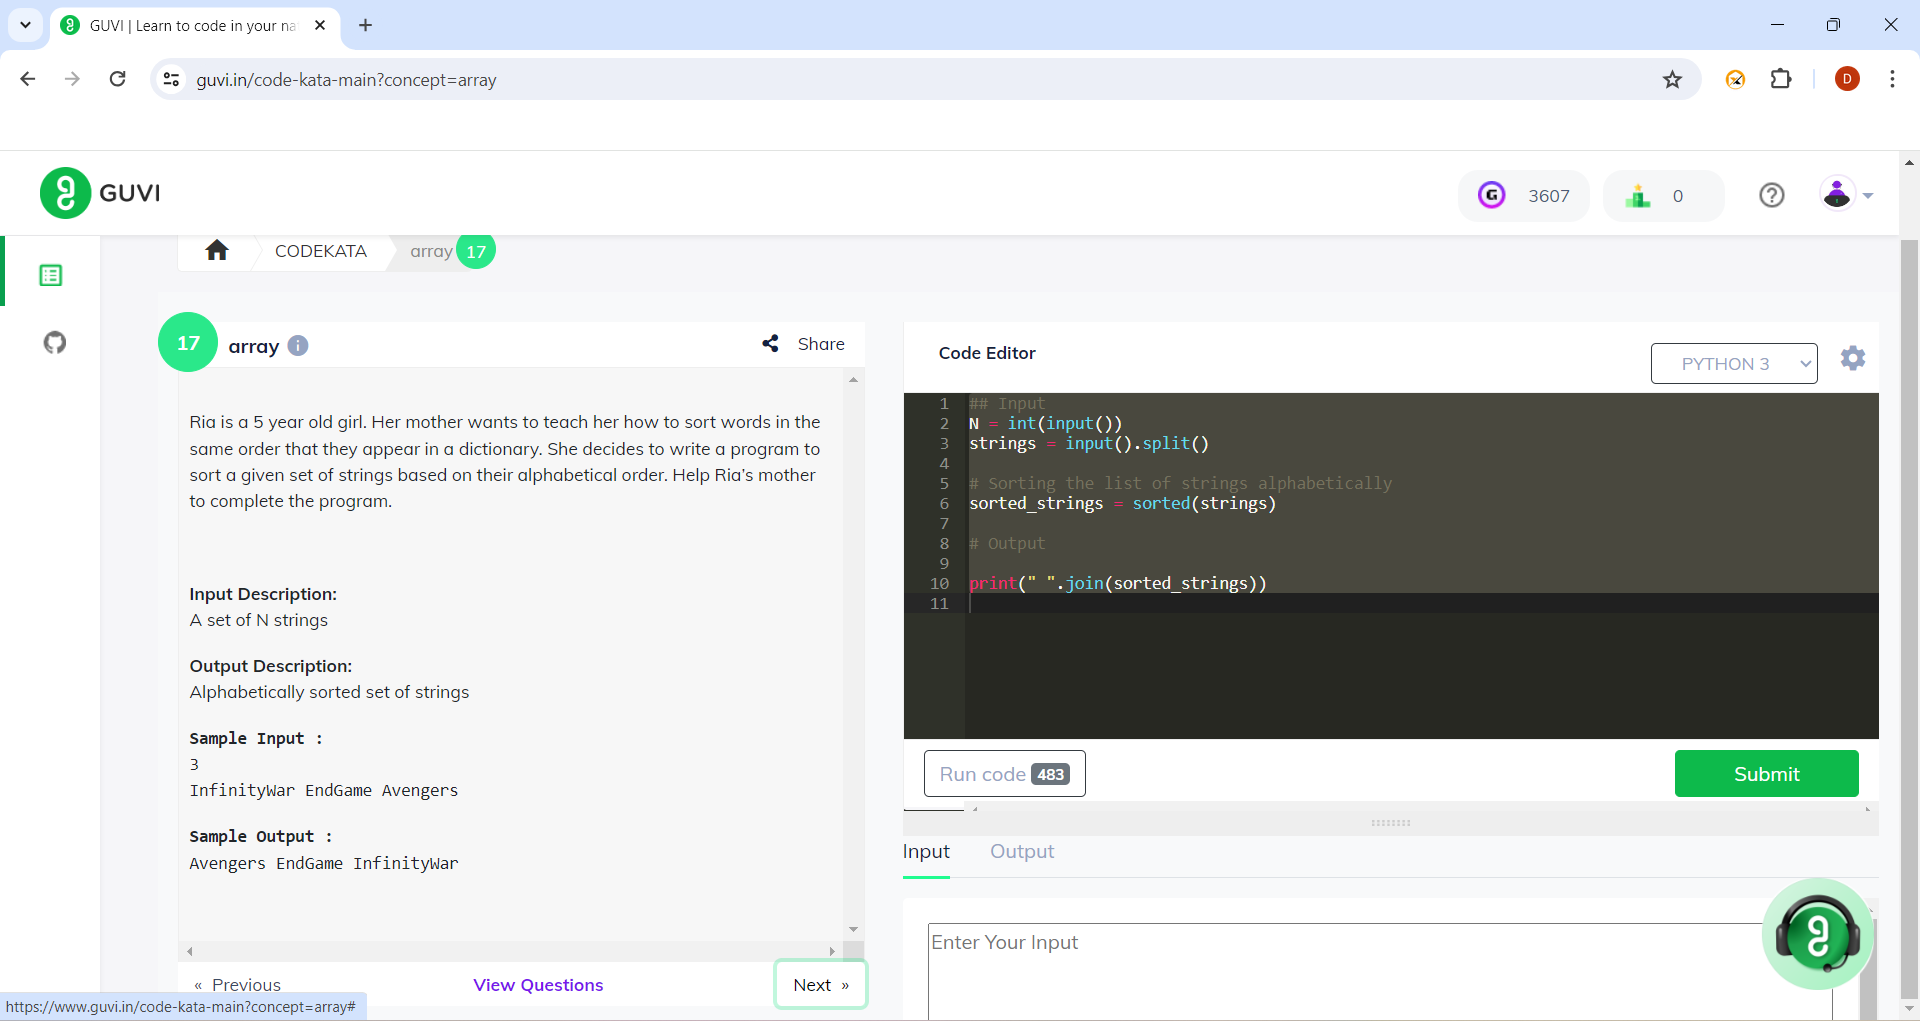 GUVI | Learn to code in your na
guvi.in/code-kata-main?concept=array
D
GUVI
G 3607
0
CODEKATA
array 17
17 array
Share
Ria is a 5 year old girl. Her mother wants to teach her how to sort words in the
same order that they appear in a dictionary. She decides to write a program to
sort a given set of strings based on their alphabetical order. Help Ria's mother
to complete the program.
Input Description:
A set of N strings
Output Description:
Alphabetically sorted set of strings
Sample Input :
3
InfinityWar EndGame Avengers
Sample Output :
Avengers EndGame InfinityWar
« Previous
View Questions
Next »
https://www.guvi.in/code-kata-main?concept=array#
Code Editor
PYTHON 3
1 ## Input
2 N = int(input())
3 strings = input().split()
4
5 # Sorting the list of strings alphabetically
6 sorted_strings = sorted(strings)
7
8 # Output
9
10 print(" ".join(sorted_strings))
11
Run code 483
Submit
Input
Output
Enter Your Input